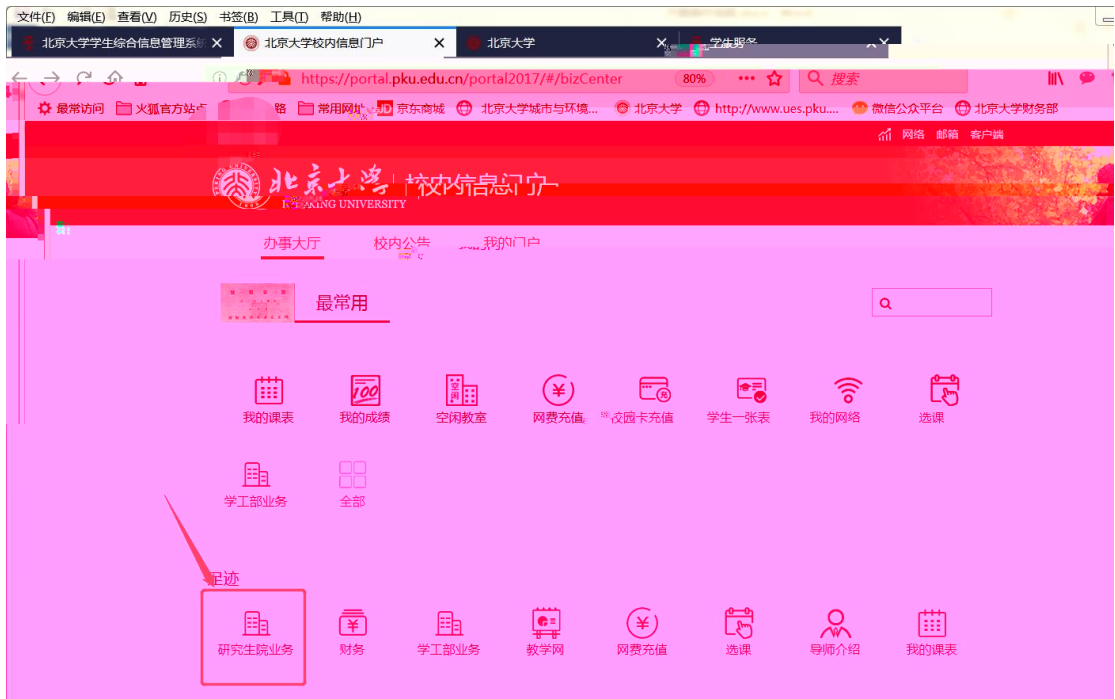 文件(F) 编辑(E) 查看(V) 历史(S) 书签(B) 工具(T) 帮助(H)
北京大学学生综合信息管理系统 北京大学校内信息门户 北京大学 学生服务
https://portal.pku.edu.cn/portal2017/#/bizCenter 80% 搜索
最常访问 火狐官方站点 路 常用网址 JD 京东商城 北京大学城市与环境... 北京大学 http://www.ues.pku.... 微信公众平台 北京大学财务部
网络 邮箱 客户端
北京大学 校内信息门户
PEKING UNIVERSITY
办事大厅 校内公告 我的门户
最常用
我的课表 我的成绩 空闲教室 网费充值 校园卡充值 学生一张表 我的网络 选课
学工部业务 全部
足迹
研究生院业务 财务 学工部业务 教学网 网费充值 选课 导师介绍 我的课表